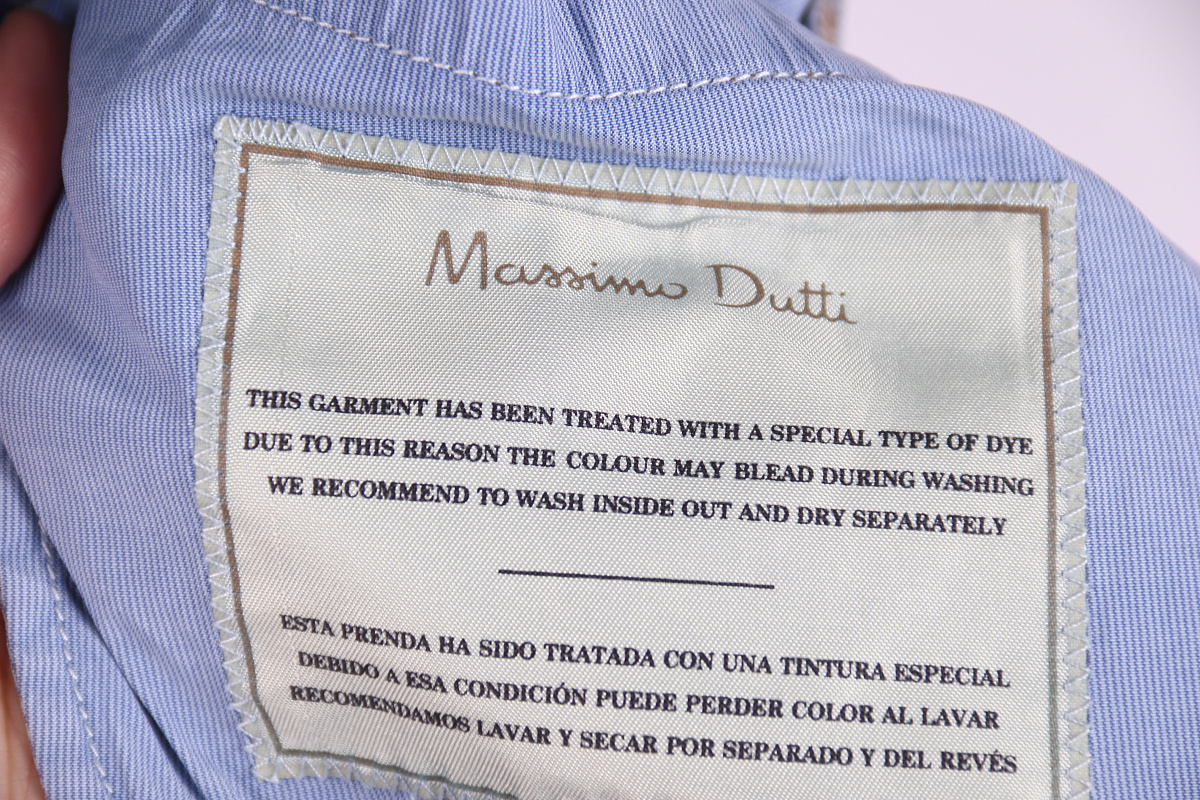 Massimo Dutti
THIS GARMENT HAS BEEN TREATED WITH A SPECIAL TYPE OF DYE
DUE TO THIS REASON THE COLOUR MAY BLEAD DURING WASHING
WE RECOMMEND TO WASH INSIDE OUT AND DRY SEPARATELY
ESTA PRENDA HA SIDO TRATADA CON UNA TINTURA ESPECIAL
DEBIDO A ESA CONDICIÓN PUEDE PERDER COLOR AL LAVAR
RECOMENDAMOS LAVAR Y SECAR POR SEPARADO Y DEL REVÉS